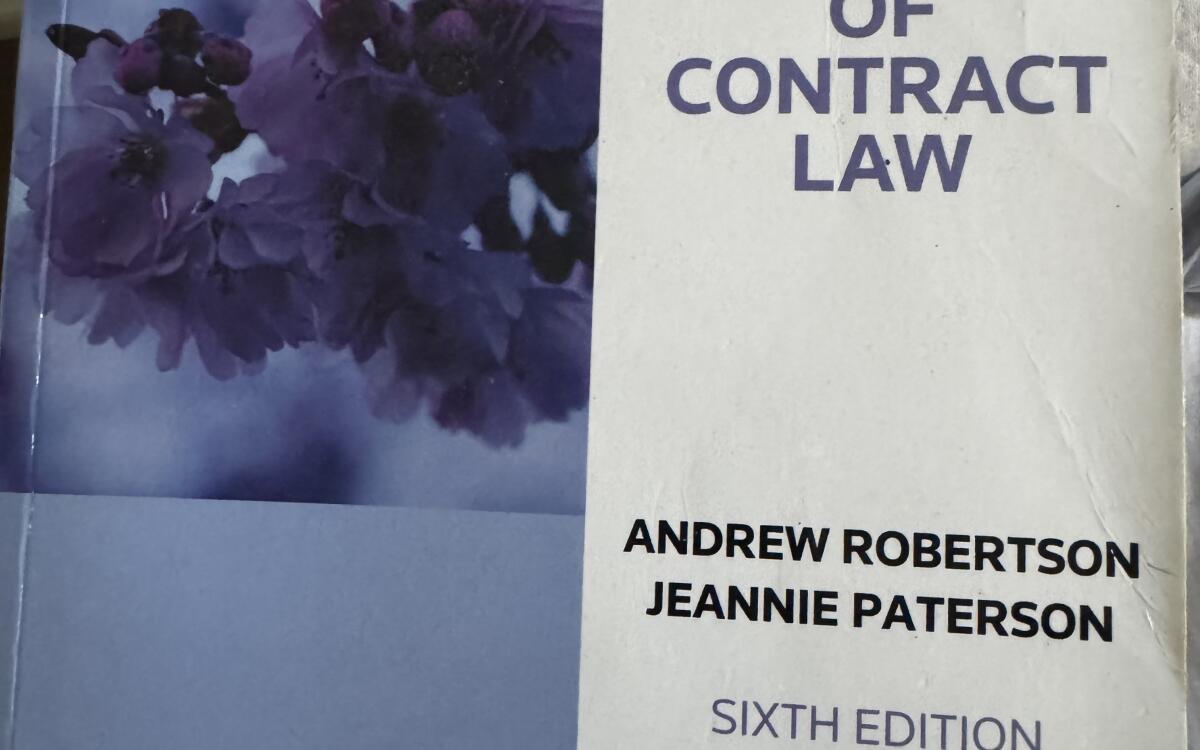 OF
CONTRACT
LAW
ANDREW ROBERTSON
JEANNIE PATERSON
SIXTH EDITION